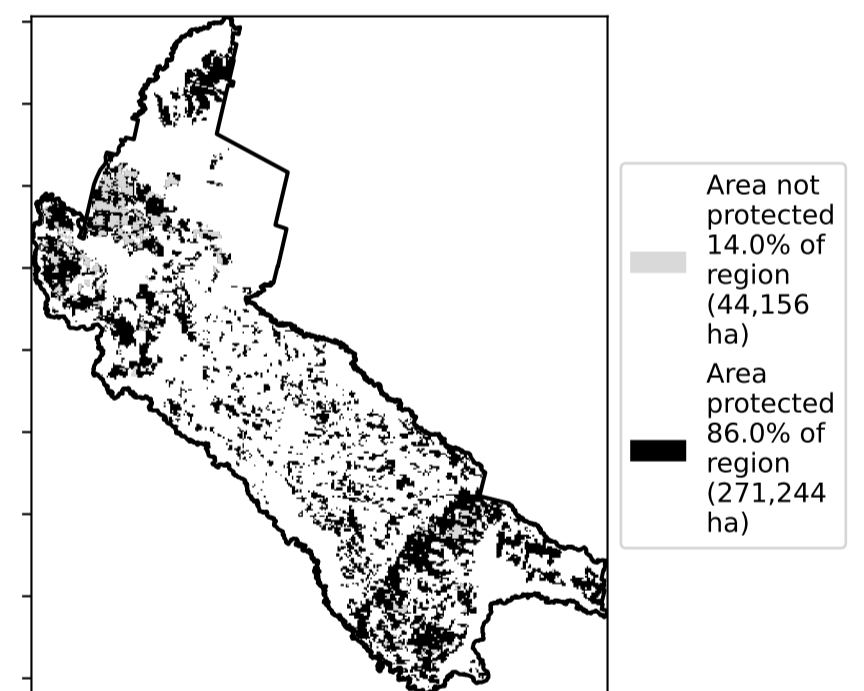 Area not
protected
14.0% of
region
(44,156
ha)
Area
protected
86.0% of
region
(271,244
ha)